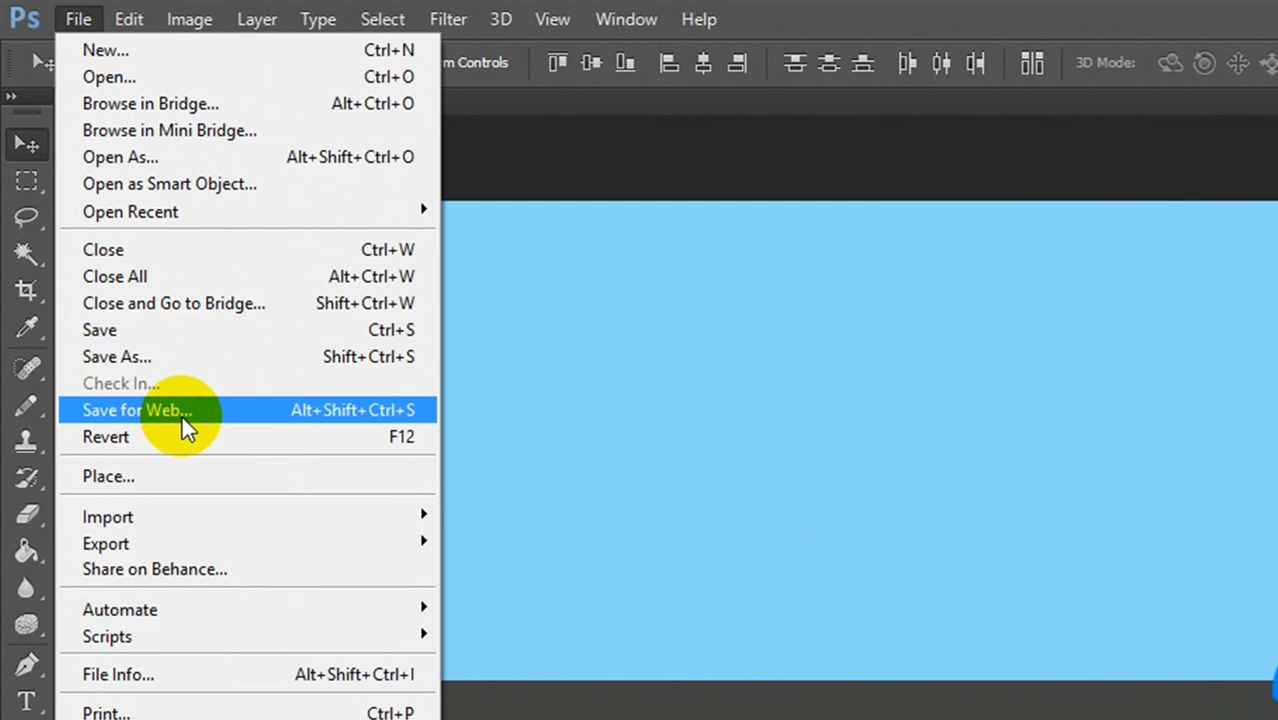 Ps File Edit Image Layer Type Select Filter 3D View Window Help
m Controls 3D Mode:
New... Ctrl+N
Open... Ctrl+O
Browse in Bridge... Alt+Ctrl+O
Browse in Mini Bridge...
Open As... Alt+Shift+Ctrl+O
Open as Smart Object...
Open Recent
Close Ctrl+W
Close All Alt+Ctrl+W
Close and Go to Bridge... Shift+Ctrl+W
Save Ctrl+S
Save As... Shift+Ctrl+S
Check In...
Save for Web... Alt+Shift+Ctrl+S
Revert F12
Place...
Import
Export
Share on Behance...
Automate
Scripts
File Info... Alt+Shift+Ctrl+I
Print... Ctrl+P